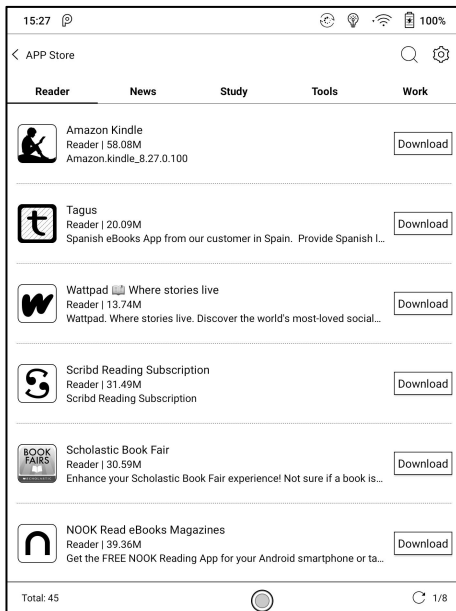 15:27 100%
APP Store
Reader News Study Tools Work
Amazon Kindle
Reader | 58.08M
Amazon.kindle_8.27.0.100
Download
Tagus
Reader | 20.09M
Spanish eBooks App from our customer in Spain. Provide Spanish l...
Download
Wattpad 📖 Where stories live
Reader | 13.74M
Wattpad. Where stories live. Discover the world's most-loved social...
Download
Scribd Reading Subscription
Reader | 31.49M
Scribd Reading Subscription
Download
BOOK
FAIRS
SCHOLASTIC
Scholastic Book Fair
Reader | 30.59M
Enhance your Scholastic Book Fair experience! Not sure if a book is...
Download
NOOK Read eBooks Magazines
Reader | 39.36M
Get the FREE NOOK Reading App for your Android smartphone or ta...
Download
Total: 45 1/8